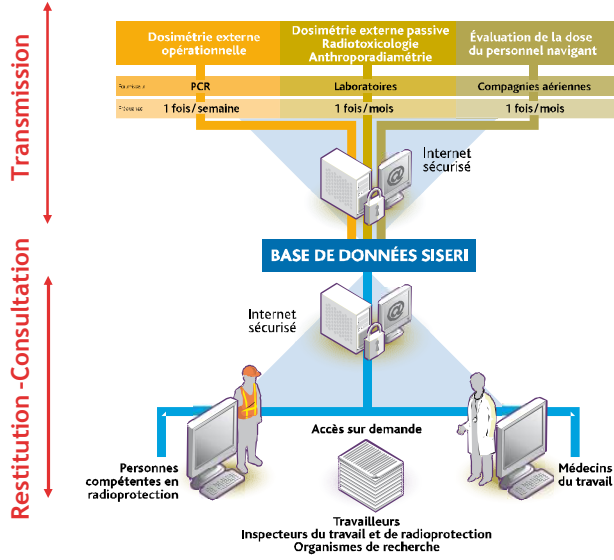 Transmission
Dosimétrie externe
opérationnelle
Dosimétrie externe passive
Radiotoxicologie
Anthroporadiamétrie
Évaluation de la dose
du personnel navigant
Fournisseur
PCR
Laboratoires
Compagnies aériennes
Fréquence
1 fois/semaine
1 fois/mois
1 fois/mois
Internet
sécurisé
@
BASE DE DONNÉES SISERI
Restitution-Consultation
Internet
sécurisé
@
Accès sur demande
Personnes
compétentes en
radioprotection
Médecins
du travail
Travailleurs
Inspecteurs du travail et de radioprotection
Organismes de recherche